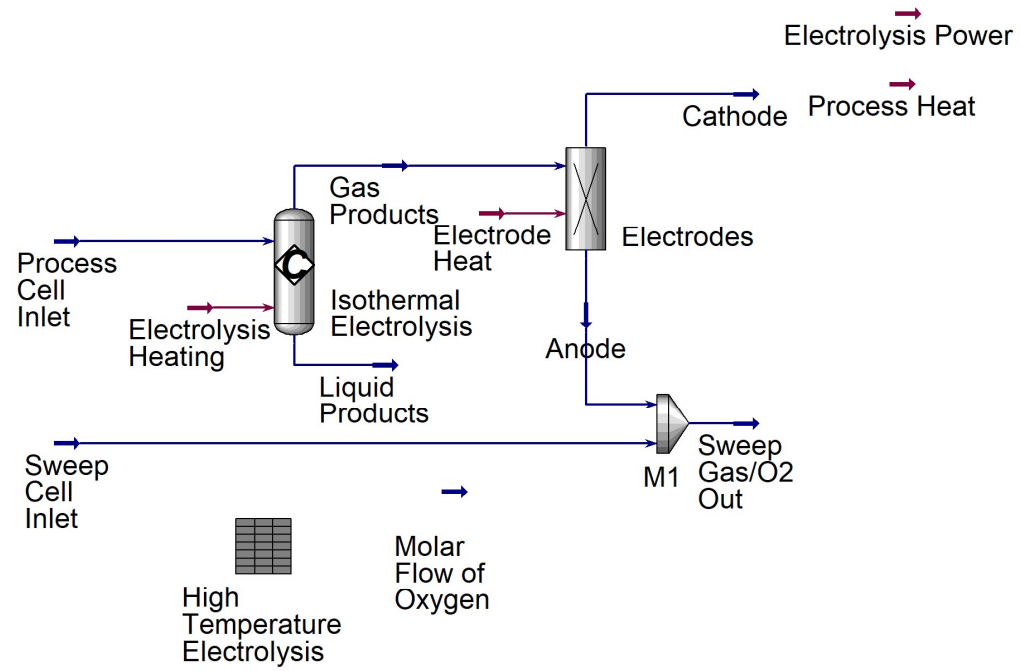 Electrolysis Power
Process Heat
Cathode
Gas
Products
Electrode
Heat
Electrodes
Process
Cell
Inlet
C
Isothermal
Electrolysis
Electrolysis
Heating
Anode
Liquid
Products
Sweep
Cell
Inlet
M1
Sweep
Gas/O2
Out
High
Temperature
Electrolysis
Molar
Flow of
Oxygen